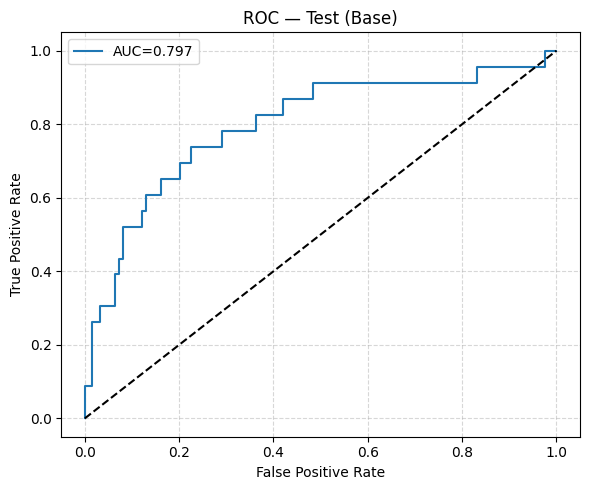 ROC — Test (Base)
AUC=0.797
True Positive Rate
1.0
0.8
0.6
0.4
0.2
0.0
0.0 0.2 0.4 0.6 0.8 1.0
False Positive Rate